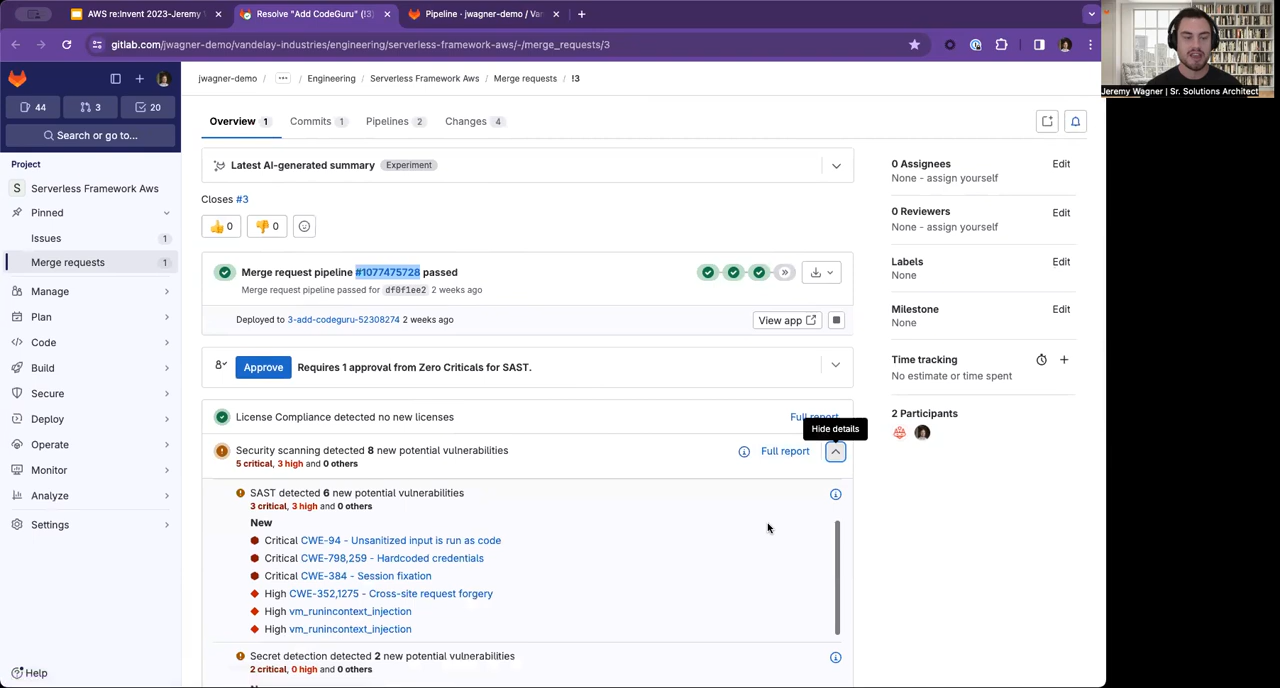 AWS re:Invent 2023-Jeremy
Resolve "Add CodeGuru" (!3)
Pipeline · jwagner-demo / Van
gitlab.com/jwagner-demo/vandelay-industries/engineering/serverless-framework-aws/-/merge_requests/3
Jeremy Wagner | Sr. Solutions Architect
44
3
20
Search or go to...
Project
S Serverless Framework Aws
Pinned
Issues 1
Merge requests 1
Manage
Plan
Code
Build
Secure
Deploy
Operate
Monitor
Analyze
Settings
Help
jwagner-demo / ... / Engineering / Serverless Framework Aws / Merge requests / !3
Overview 1 Commits 1 Pipelines 2 Changes 4
Latest AI-generated summary Experiment
Closes #3
👍 0 👎 0
Merge request pipeline #1077475728 passed
Merge request pipeline passed for df0f1ee2 2 weeks ago
Deployed to 3-add-codeguru-52308274 2 weeks ago View app
Approve Requires 1 approval from Zero Criticals for SAST.
License Compliance detected no new licenses Full report
Hide details
Security scanning detected 8 new potential vulnerabilities Full report
5 critical, 3 high and 0 others
SAST detected 6 new potential vulnerabilities
3 critical, 3 high and 0 others
New
Critical CWE-94 - Unsanitized input is run as code
Critical CWE-798,259 - Hardcoded credentials
Critical CWE-384 - Session fixation
High CWE-352,1275 - Cross-site request forgery
High vm_runincontext_injection
High vm_runincontext_injection
Secret detection detected 2 new potential vulnerabilities
2 critical, 0 high and 0 others
0 Assignees Edit
None - assign yourself
0 Reviewers Edit
None - assign yourself
Labels Edit
None
Milestone Edit
None
Time tracking
No estimate or time spent
2 Participants